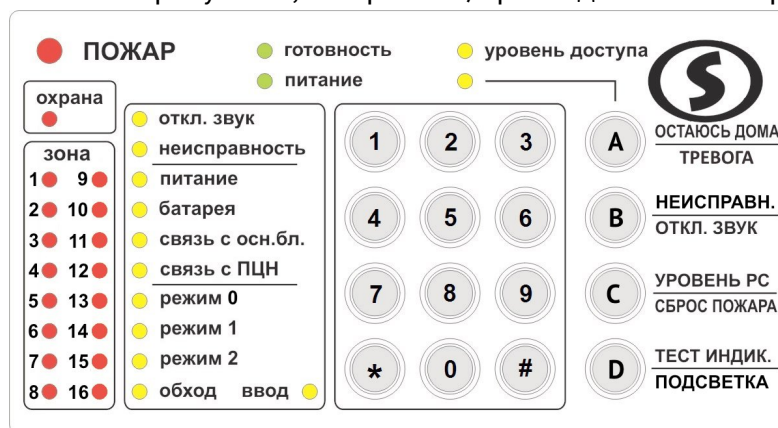 ПОЖАР
готовность
уровень доступа
питание
охрана
зона
1 9
2 10
3 11
4 12
5 13
6 14
7 15
8 16
откл. звук
неисправность
питание
батарея
связь с осн.бл.
связь с ПЦН
режим 0
режим 1
режим 2
обход ввод
1 2 3
4 5 6
7 8 9
* 0 #
S
A
ОСТАЮСЬ ДОМА
ТРЕВОГА
B
НЕИСПРАВН.
ОТКЛ. ЗВУК
C
УРОВЕНЬ РС
СБРОС ПОЖАРА
D
ТЕСТ ИНДИК.
ПОДСВЕТКА